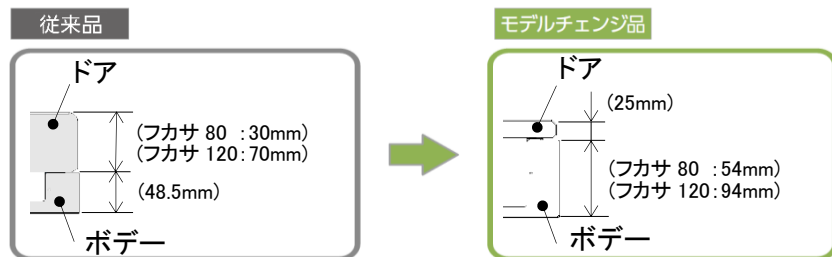 従来品
ドア
(フカサ 80 :30mm)
(フカサ 120:70mm)
(48.5mm)
ボデー
モデルチェンジ品
ドア
(25mm)
(フカサ 80 :54mm)
(フカサ 120:94mm)
ボデー